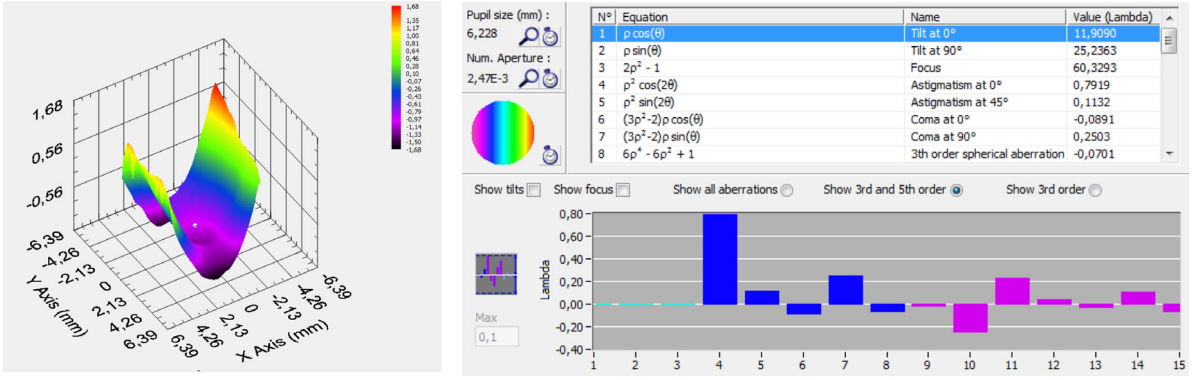 1,68
1,35
1,21
1,01
0,81
0,64
0,46
0,28
0,10
-0,07
-0,26
-0,43
-0,61
-0,79
-0,97
-1,14
-1,33
-1,50
-1,68
1,68
0,56
-0,56
-6,39
-4,26
-2,13
0
2,13
4,26
6,39
Y Axis (mm)
6,39
4,26
2,13
0
-2,13
-4,26
-6,39
X Axis (mm)
Pupil size (mm) :
6,228
Num. Aperture :
2,47E-3
N° Equation Name Value (Lambda)
1 ρ cos(θ) Tilt at 0° 11,9090
2 ρ sin(θ) Tilt at 90° 25,2363
3 2ρ² - 1 Focus 60,3293
4 ρ² cos(2θ) Astigmatism at 0° 0,7919
5 ρ² sin(2θ) Astigmatism at 45° 0,1132
6 (3ρ²-2)ρ cos(θ) Coma at 0° -0,0891
7 (3ρ²-2)ρ sin(θ) Coma at 90° 0,2503
8 6ρ⁴ - 6ρ² + 1 3th order spherical aberration -0,0701
Show tilts Show focus Show all aberrations Show 3rd and 5th order Show 3rd order
Max
0,1
Lambda
0,80
0,60
0,40
0,20
0,00
-0,20
-0,40
1 2 3 4 5 6 7 8 9 10 11 12 13 14 15